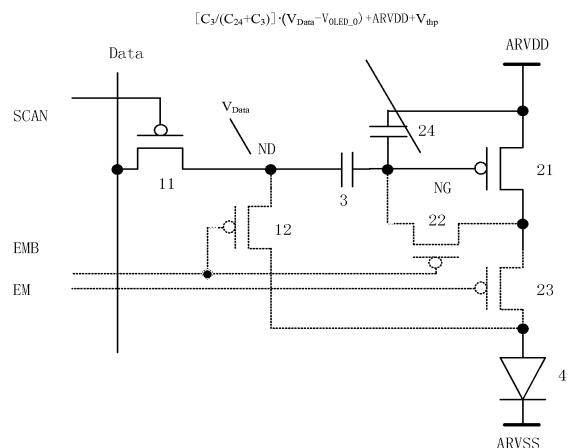 [C3/(C24+C3)]·(VData-VOLED_0)+ARVDD+Vthp
Data
ARVDD
SCAN
VData
24
ND
21
NG
11
3
22
12
EMB
EM
23
4
ARVSS